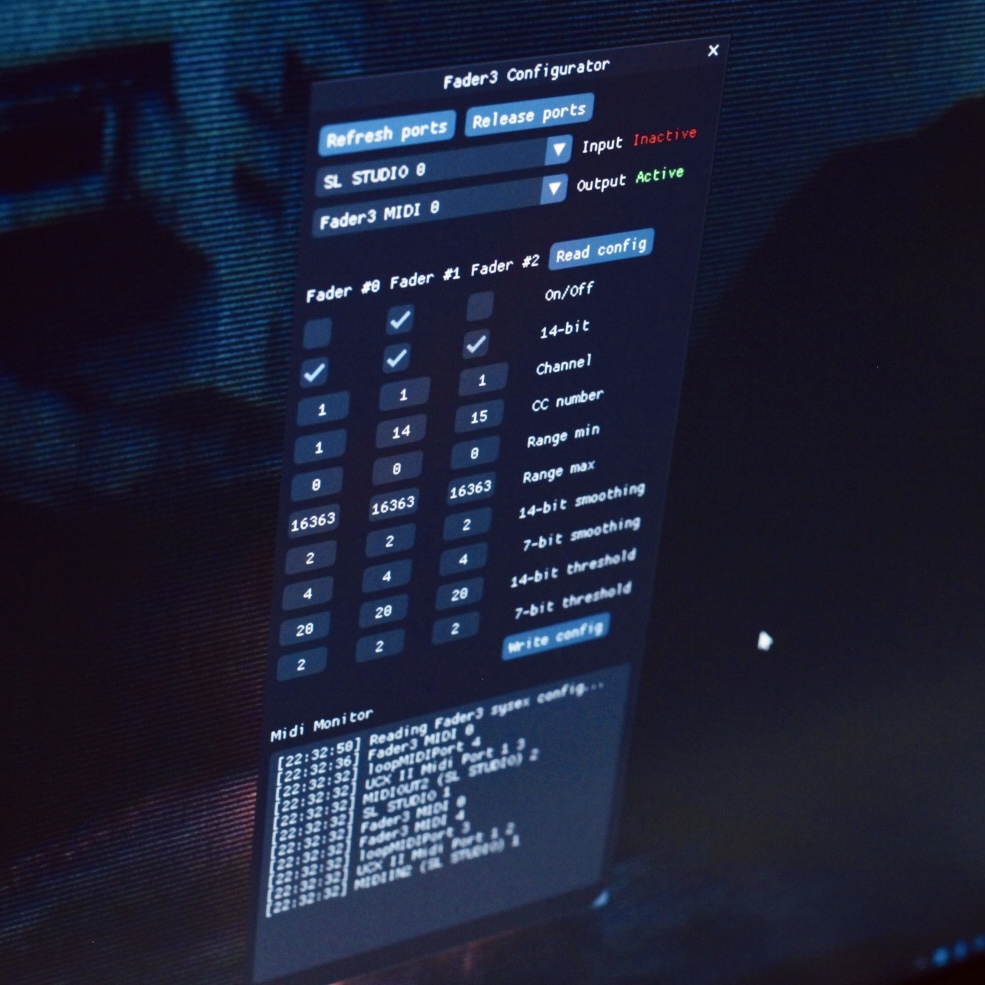 Fader3 Configurator
Refresh ports Release ports
SL STUDIO 0 Input Inactive
Fader3 MIDI 0 Output Active
Fader #0 Fader #1 Fader #2 Read config
On/Off
14-bit
1 1 1 Channel
1 14 15 CC number
0 0 0 Range min
16363 16363 16363 Range max
2 2 2 14-bit smoothing
4 4 4 7-bit smoothing
20 20 20 14-bit threshold
2 2 2 7-bit threshold
Write config
Midi Monitor
[22:32:50] Reading Fader3 sysex config...
[22:32:36] Fader3 MIDI 0
[22:32:32] loopMIDIPort 4
[22:32:32] UCX II Midi Port 1 3
[22:32:32] MIDIOUT2 (SL STUDIO) 2
[22:32:32] SL STUDIO 1
[22:32:32] Fader3 MIDI 0
[22:32:32] Fader3 MIDI 4
[22:32:32] loopMIDIPort 3
[22:32:32] UCX II Midi Port 1 2
[22:32:32] MIDIIN2 (SL STUDIO) 1